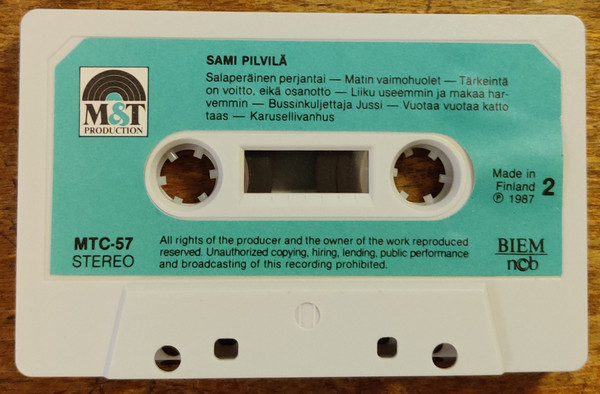 SAMI PILVILÄ
Salaperäinen perjantai — Matin vaimohuolet — Tärkeintä
on voitto, eikä osanotto — Liiku useemmin ja makaa har-
vemmin — Bussinkuljettaja Jussi — Vuotaa vuotaa katto
taas — Karusellivanhus
M&T
PRODUCTION
Made in
Finland
℗ 1987
2
MTC-57
STEREO
All rights of the producer and the owner of the work reproduced
reserved. Unauthorized copying, hiring, lending, public performance
and broadcasting of this recording prohibited.
BIEM
ncb